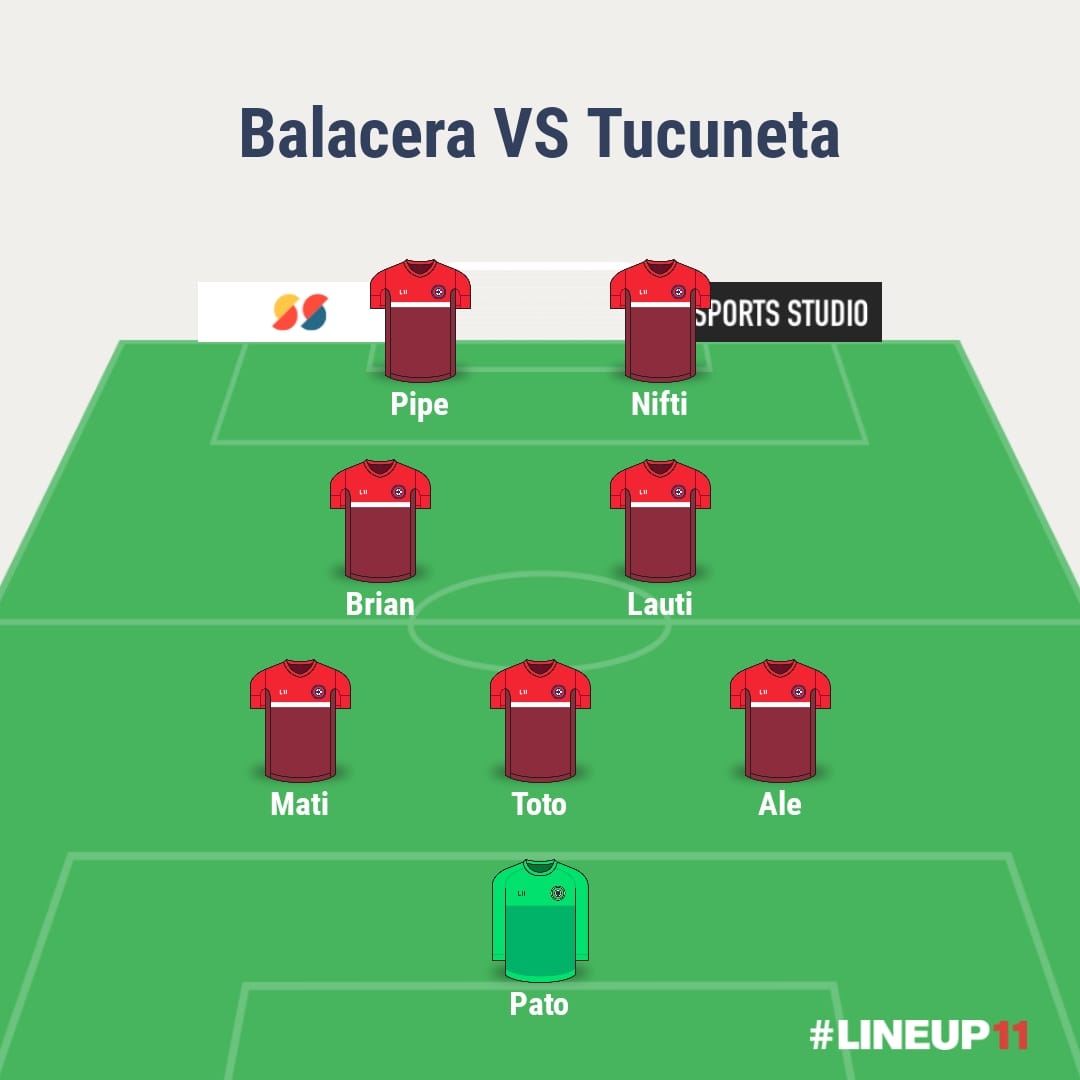 Balacera VS Tucuneta
SPORTS STUDIO
Pipe
Nifti
Brian
Lauti
Mati
Toto
Ale
Pato
#LINEUP11